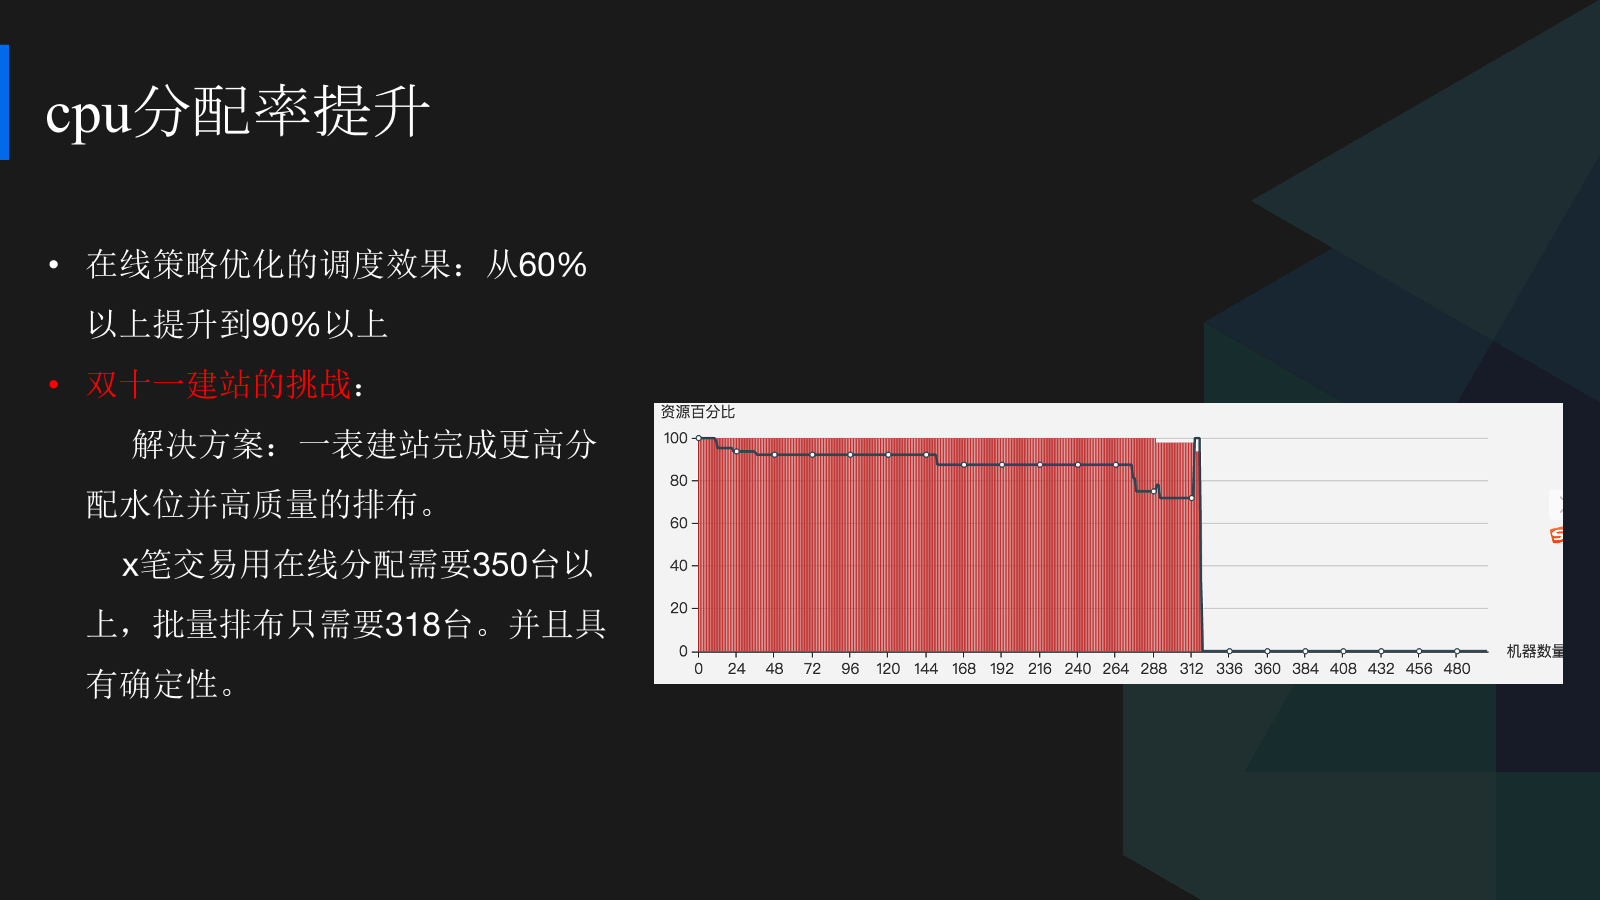 cpu分配率提升
• 在线策略优化的调度效果：从60%
以上提升到90%以上
• 双十一建站的挑战：
解决方案：一表建站完成更高分
配水位并高质量的排布。
x笔交易用在线分配需要350台以
上，批量排布只需要318台。并且具
有确定性。
资源百分比
100
80
60
40
20
0
0 24 48 72 96 120 144 168 192 216 240 264 288 312 336 360 384 408 432 456 480
机器数量